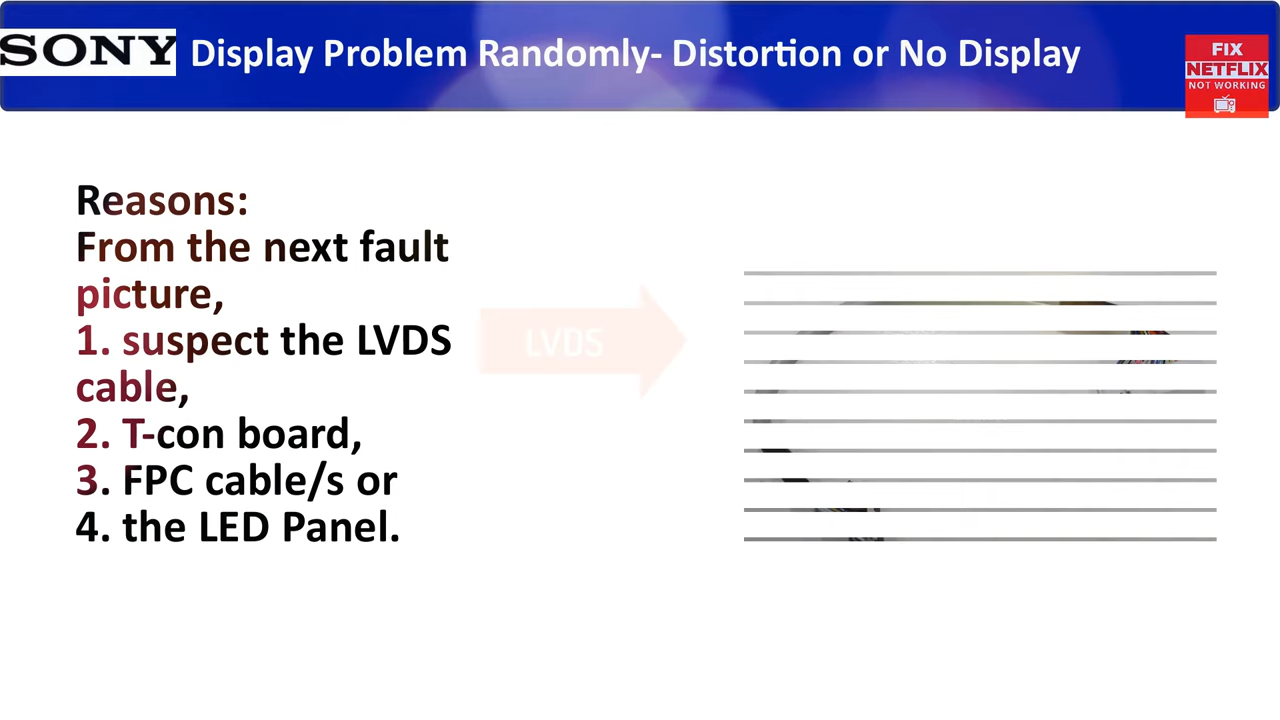 SONY Display Problem Randomly- Distortion or No Display
FIX
NETFLIX
NOT WORKING
Reasons:
From the next fault
picture,
1. suspect the LVDS
cable,
2. T-con board,
3. FPC cable/s or
4. the LED Panel.
LVDS